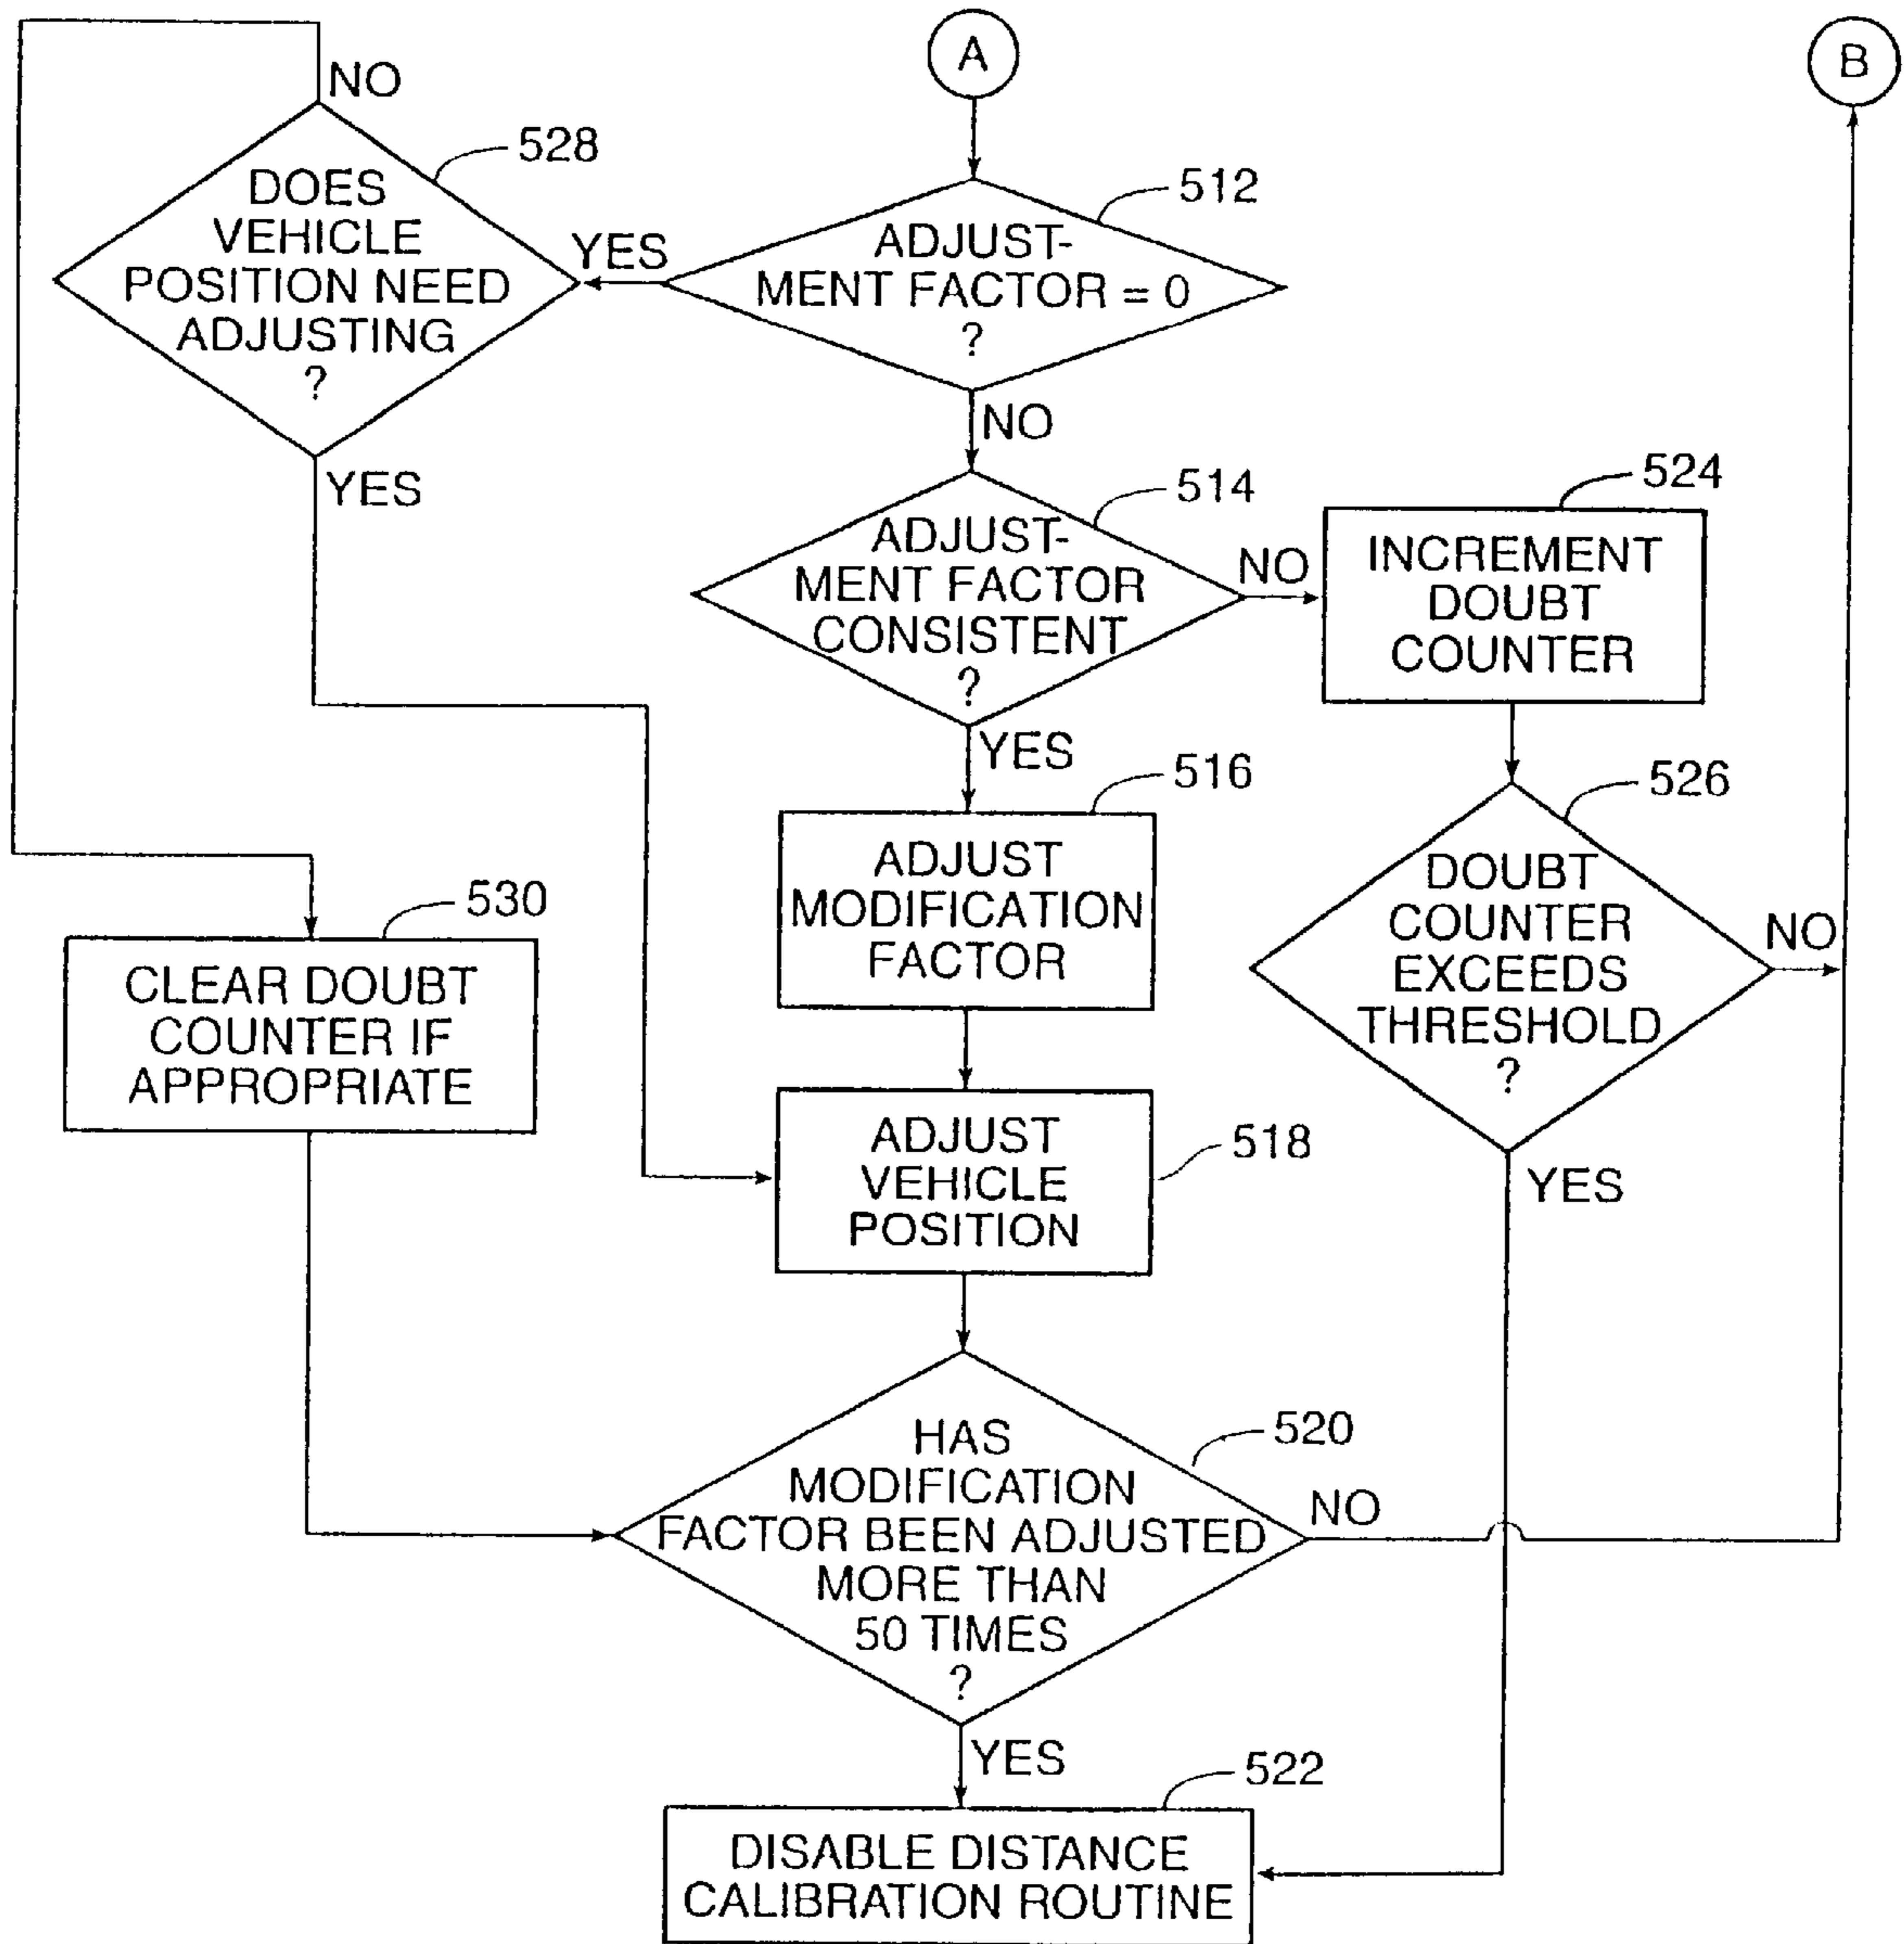 A
B
NO
528
DOES
VEHICLE
POSITION NEED
ADJUSTING
?
YES
512
ADJUST-
MENT FACTOR = 0
?
YES
NO
514
ADJUST-
MENT FACTOR
CONSISTENT
?
NO
524
INCREMENT
DOUBT
COUNTER
YES
516
ADJUST
MODIFICATION
FACTOR
526
DOUBT
COUNTER
EXCEEDS
THRESHOLD
?
NO
YES
530
CLEAR DOUBT
COUNTER IF
APPROPRIATE
518
ADJUST
VEHICLE
POSITION
520
HAS
MODIFICATION
FACTOR BEEN ADJUSTED
MORE THAN
50 TIMES
?
NO
YES
522
DISABLE DISTANCE
CALIBRATION ROUTINE